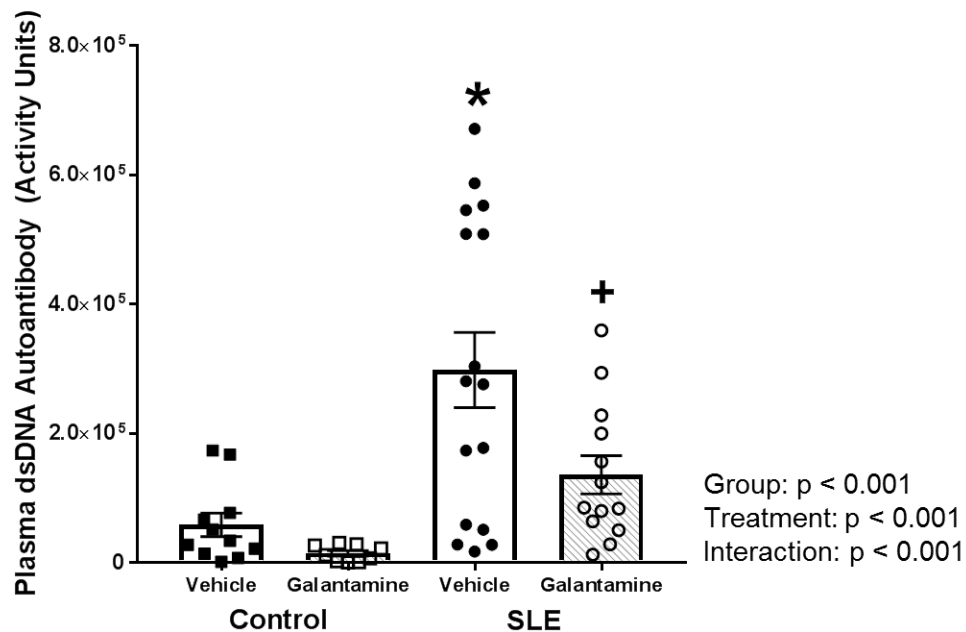 Plasma dsDNA Autoantibody (Activity Units)
8.0×10⁵
6.0×10⁵
4.0×10⁵
2.0×10⁵
0
*
+
Vehicle Galantamine Vehicle Galantamine
Control SLE
Group: p < 0.001
Treatment: p < 0.001
Interaction: p < 0.001